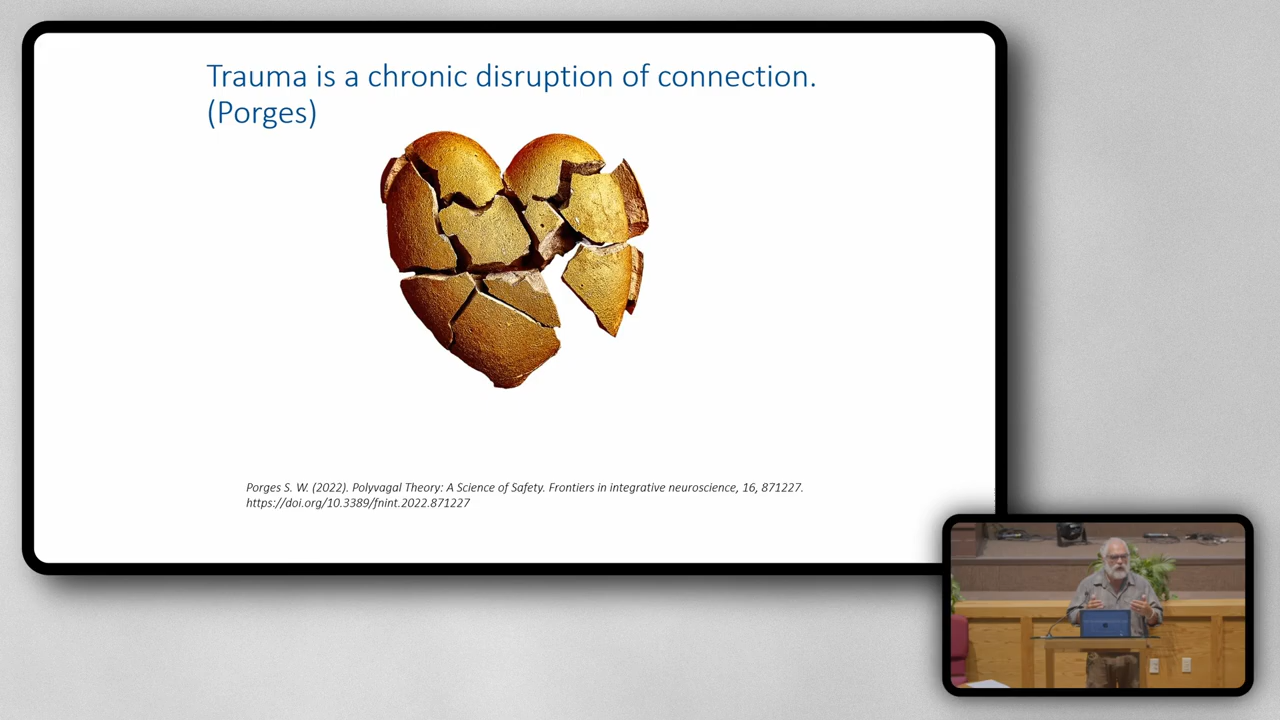 Trauma is a chronic disruption of connection.
(Porges)
Porges S. W. (2022). Polyvagal Theory: A Science of Safety. Frontiers in integrative neuroscience, 16, 871227.
https://doi.org/10.3389/fnint.2022.871227